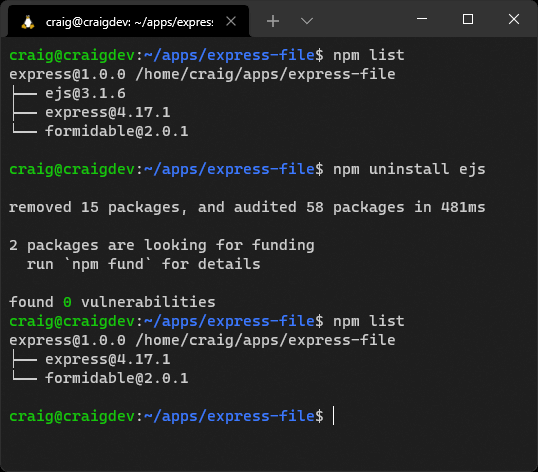 craig@craigdev: ~/apps/express-
craig@craigdev:~/apps/express-file$ npm list
express@1.0.0 /home/craig/apps/express-file
├── ejs@3.1.6
├── express@4.17.1
└── formidable@2.0.1
craig@craigdev:~/apps/express-file$ npm uninstall ejs
removed 15 packages, and audited 58 packages in 481ms
2 packages are looking for funding
  run `npm fund` for details
found 0 vulnerabilities
craig@craigdev:~/apps/express-file$ npm list
express@1.0.0 /home/craig/apps/express-file
├── express@4.17.1
└── formidable@2.0.1
craig@craigdev:~/apps/express-file$